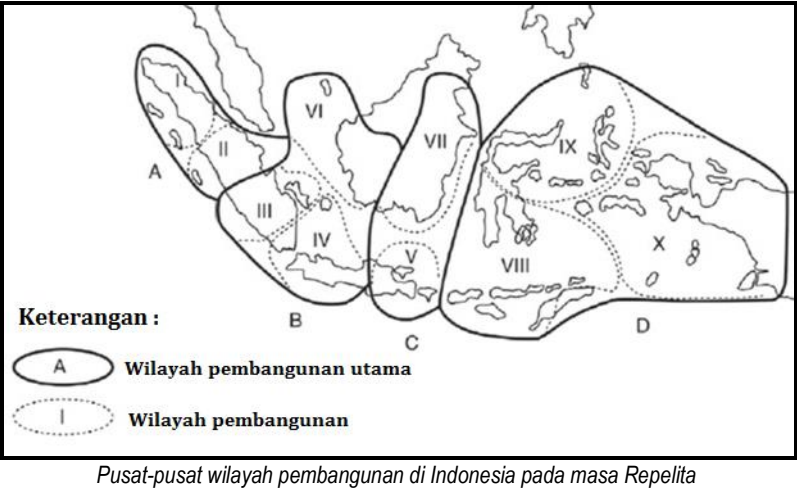 I
VI
II
VII
IX
A
III
IV
V
X
VIII
B
C
D
Keterangan :
A Wilayah pembangunan utama
I Wilayah pembangunan
Pusat-pusat wilayah pembangunan di Indonesia pada masa Repelita